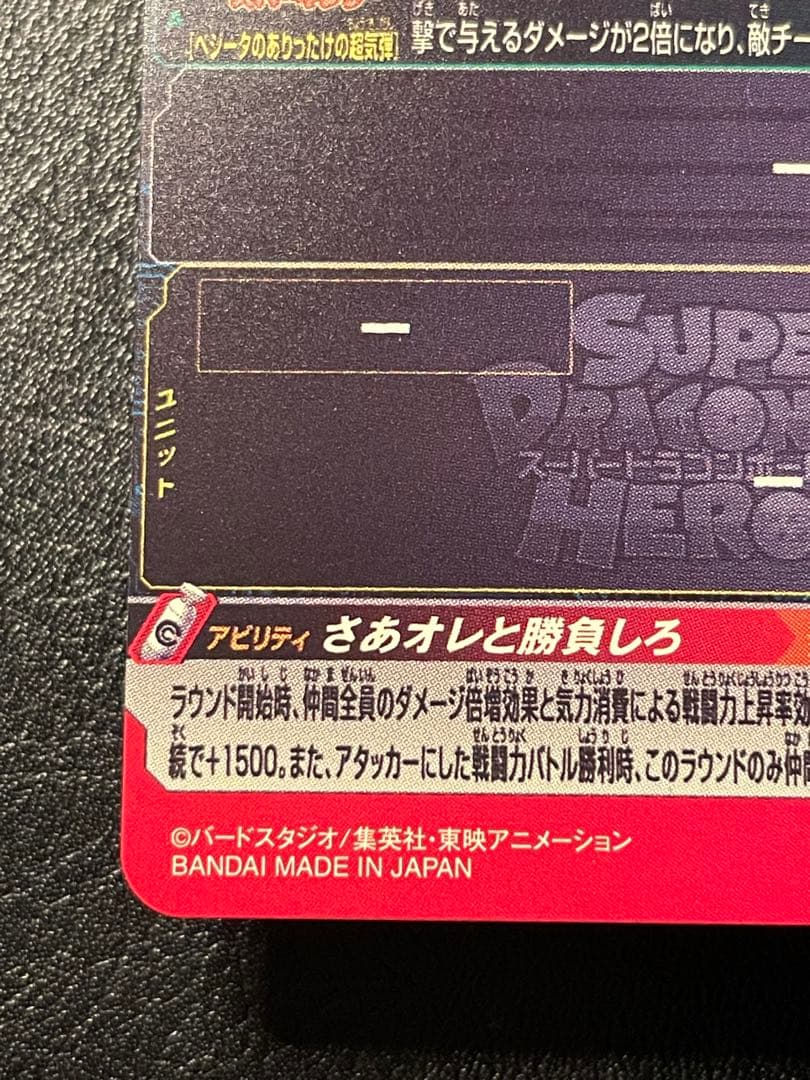 [ベジータのありったけの超気弾] 撃で与えるダメージが2倍になり、敵チー
ー
ー
SUPE
DRAGON
スーパードラゴンボー
HERO
ユニット
アビリティ さあオレと勝負しろ
ラウンド開始時、仲間全員のダメージ倍増効果と気力消費による戦闘力上昇率効
続で+1500。また、アタッカーにした戦闘力バトル勝利時、このラウンドのみ仲間
©バードスタジオ/集英社・東映アニメーション
BANDAI MADE IN JAPAN